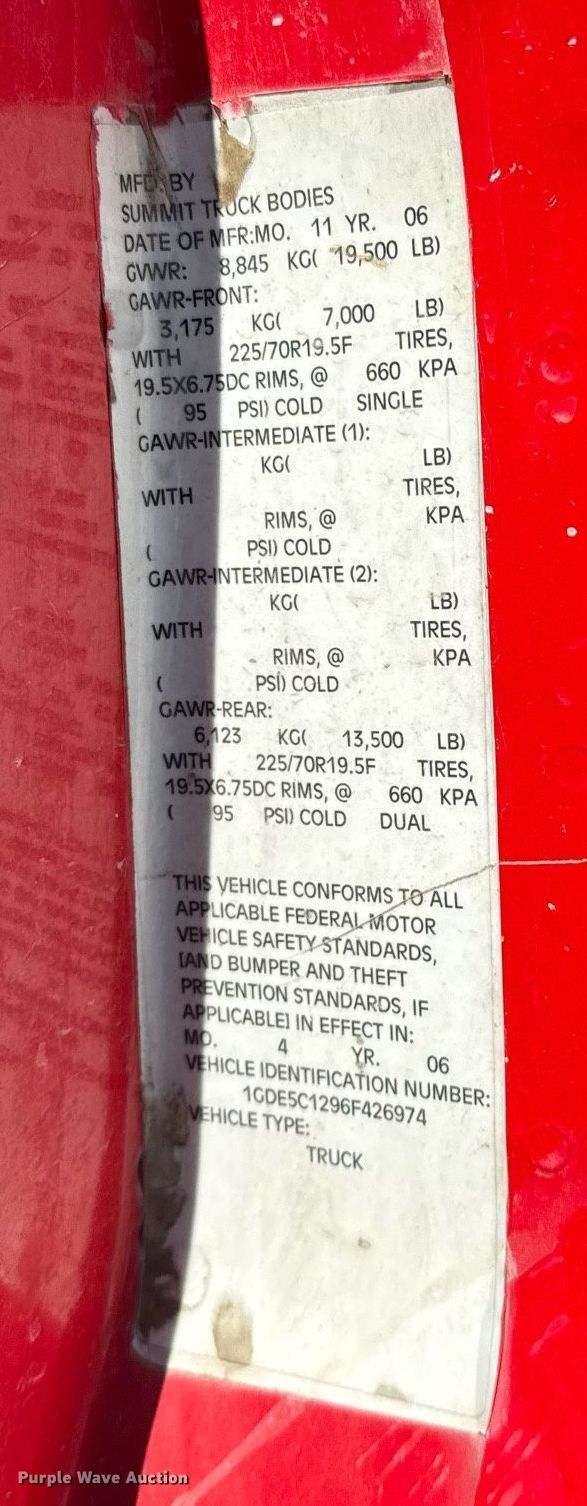 MFD. BY
SUMMIT TRUCK BODIES
DATE OF MFR:MO. 11 YR. 06
GVWR: 8,845 KG( 19,500 LB)
GAWR-FRONT:
3,175 KG( 7,000 LB)
WITH 225/70R19.5F TIRES,
19.5X6.75DC RIMS, @ 660 KPA
( 95 PSI) COLD SINGLE
GAWR-INTERMEDIATE (1):
KG( LB)
WITH TIRES,
RIMS, @ KPA
( PSI) COLD
GAWR-INTERMEDIATE (2):
KG( LB)
WITH TIRES,
RIMS, @ KPA
( PSI) COLD
GAWR-REAR:
6,123 KG( 13,500 LB)
WITH 225/70R19.5F TIRES,
19.5X6.75DC RIMS, @ 660 KPA
( 95 PSI) COLD DUAL
THIS VEHICLE CONFORMS TO ALL
APPLICABLE FEDERAL MOTOR
VEHICLE SAFETY STANDARDS,
[AND BUMPER AND THEFT
PREVENTION STANDARDS, IF
APPLICABLE] IN EFFECT IN:
MO. 4 YR. 06
VEHICLE IDENTIFICATION NUMBER:
1GDE5C1296F426974
VEHICLE TYPE:
TRUCK
Purple Wave Auction